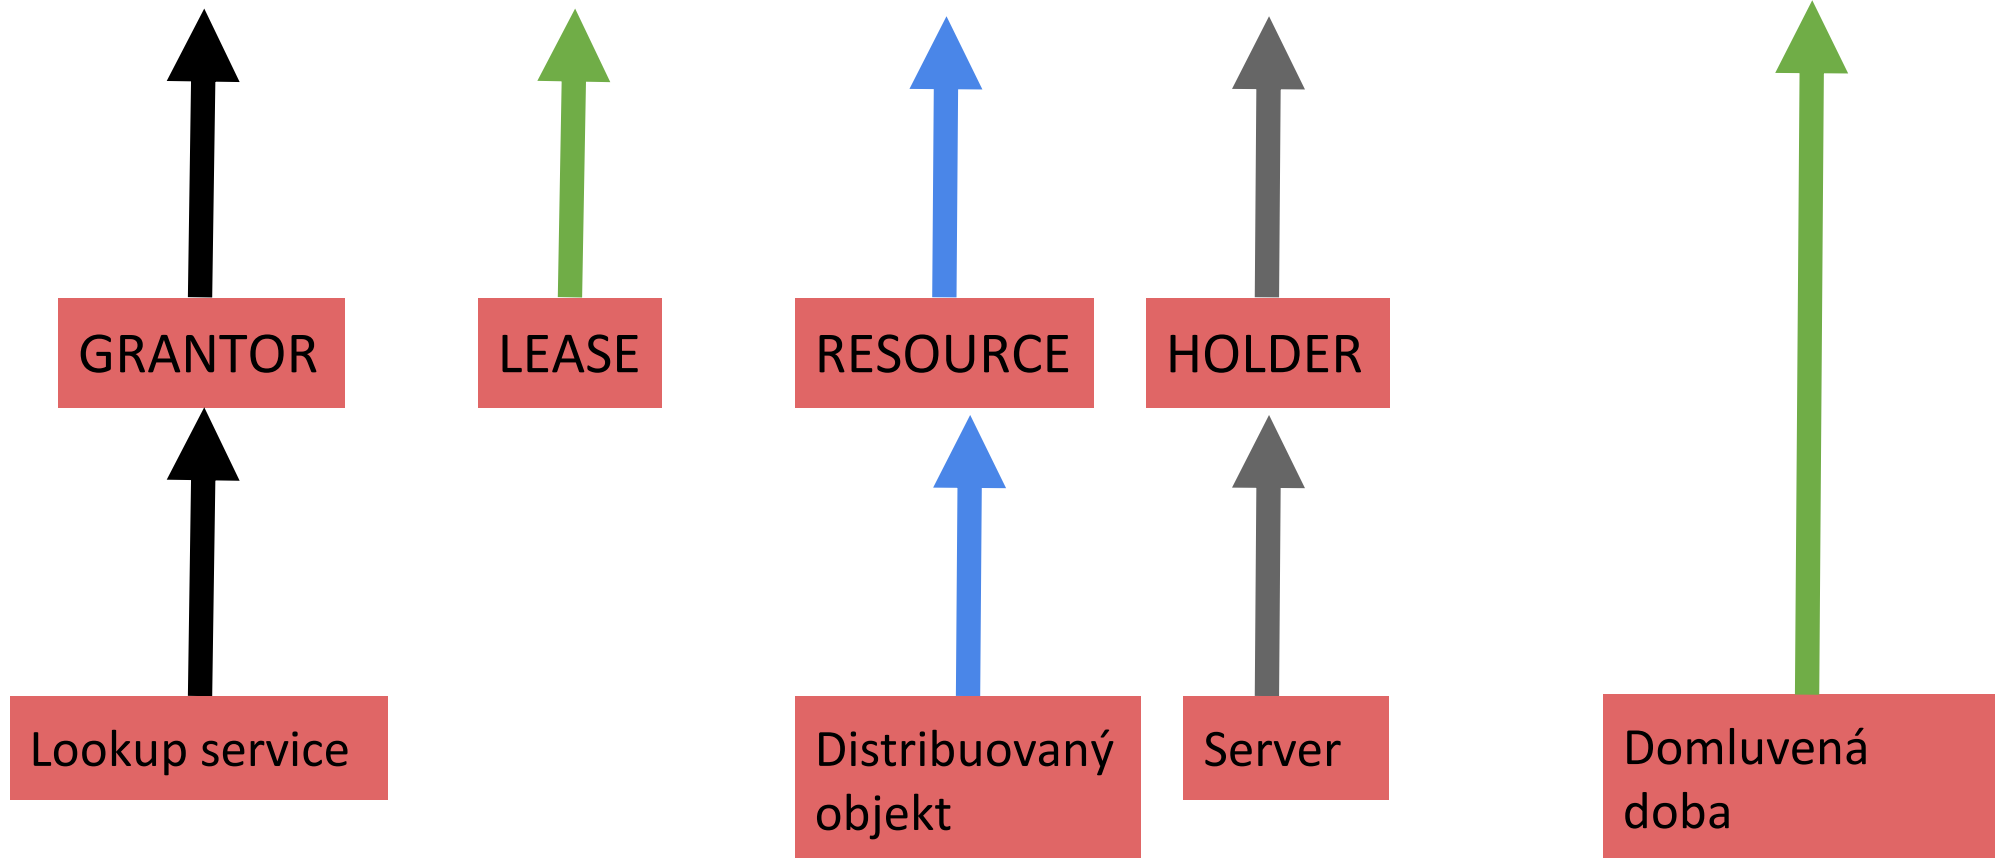 GRANTOR
LEASE
RESOURCE
HOLDER
Lookup service
Distribuovaný
objekt
Server
Domluvená
doba